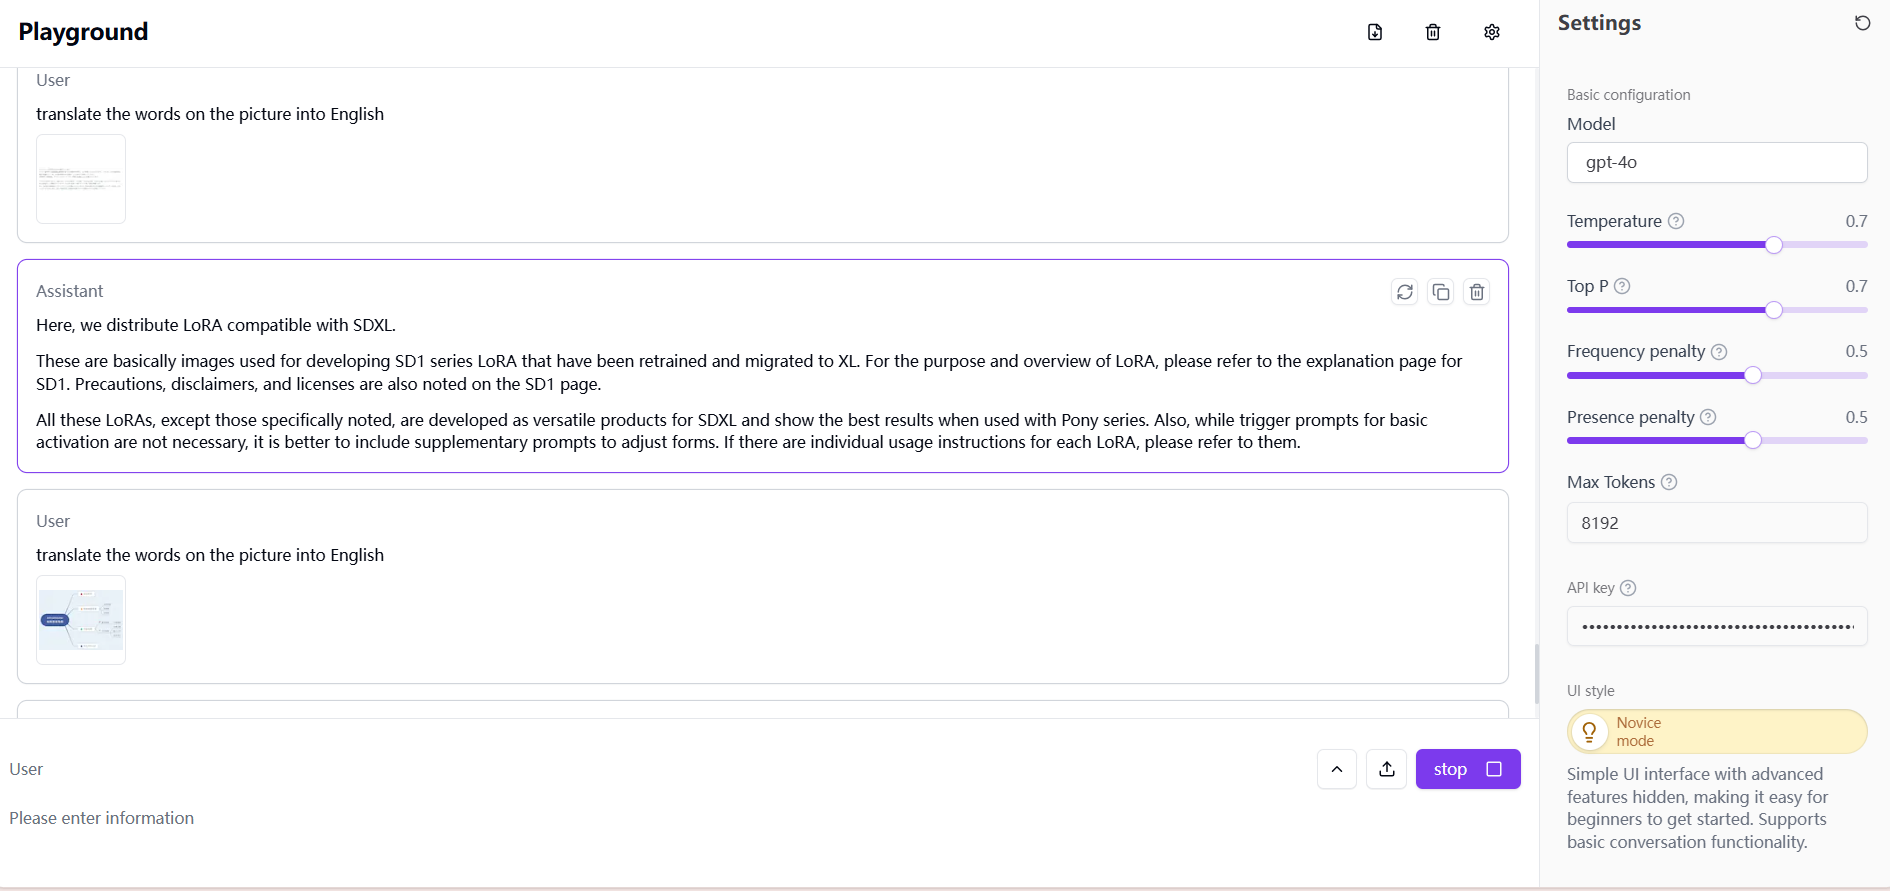 Playground
User
translate the words on the picture into English
Assistant
Here, we distribute LoRA compatible with SDXL.
These are basically images used for developing SD1 series LoRA that have been retrained and migrated to XL. For the purpose and overview of LoRA, please refer to the explanation page for
SD1. Precautions, disclaimers, and licenses are also noted on the SD1 page.
All these LoRAs, except those specifically noted, are developed as versatile products for SDXL and show the best results when used with Pony series. Also, while trigger prompts for basic
activation are not necessary, it is better to include supplementary prompts to adjust forms. If there are individual usage instructions for each LoRA, please refer to them.
User
translate the words on the picture into English
User
stop
Please enter information
Settings
Basic configuration
Model
gpt-4o
Temperature 0.7
Top P 0.7
Frequency penalty 0.5
Presence penalty 0.5
Max Tokens
8192
API key
UI style
Novice
mode
Simple UI interface with advanced
features hidden, making it easy for
beginners to get started. Supports
basic conversation functionality.